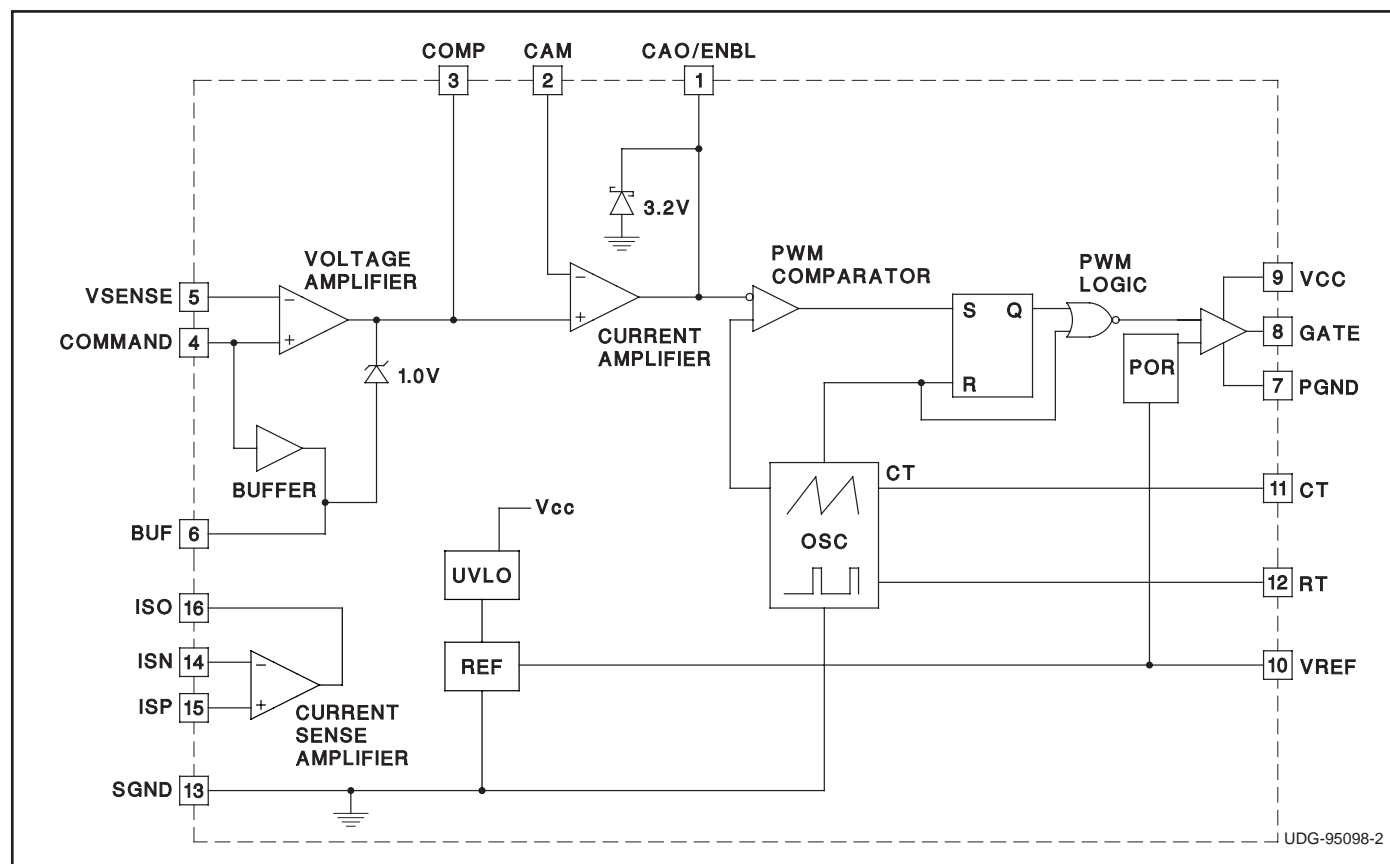 COMP
CAM
CAO/ENBL
3
2
1
3.2V
VOLTAGE
AMPLIFIER
PWM
COMPARATOR
PWM
LOGIC
VSENSE 5
COMMAND 4
-
+
-
+
CURRENT
AMPLIFIER
1.0V
S Q
R
POR
9 VCC
8 GATE
7 PGND
BUFFER
BUF 6
CT
OSC
11 CT
12 RT
Vcc
UVLO
REF
10 VREF
ISO 16
ISN 14
ISP 15
-
+
CURRENT
SENSE
AMPLIFIER
SGND 13
UDG-95098-2